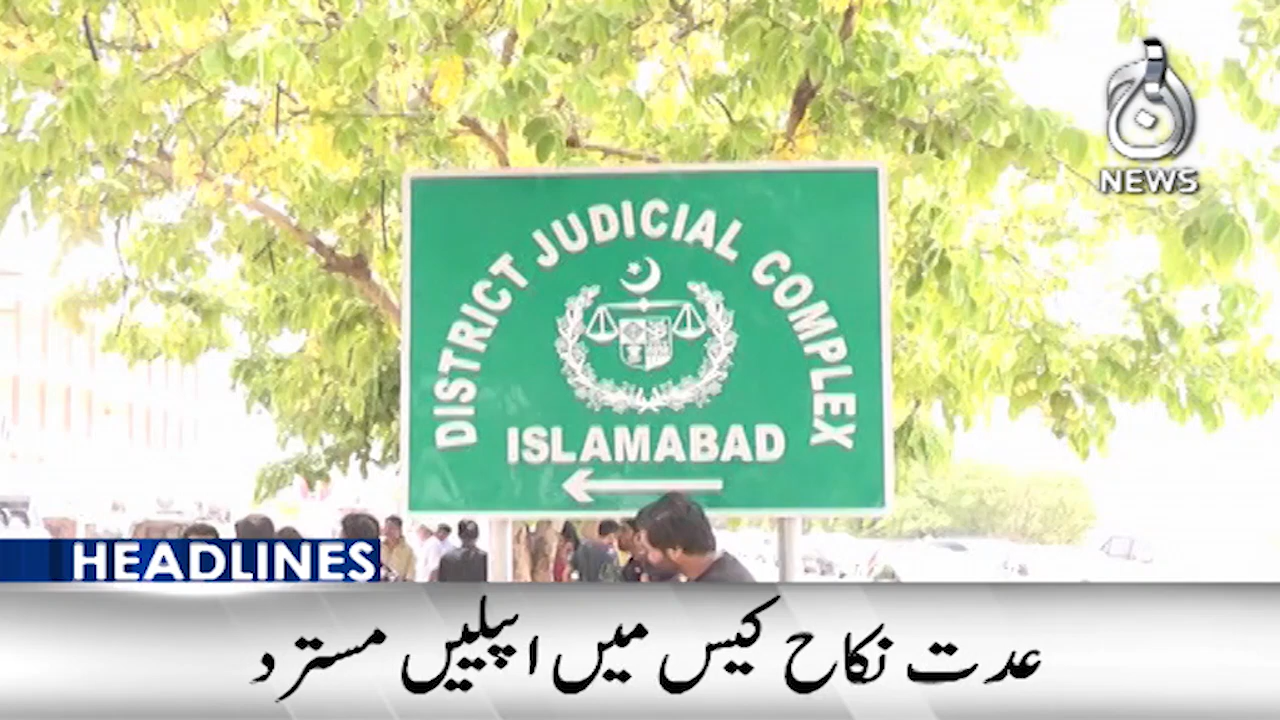 NEWS
DISTRICT JUDICIAL COMPLEX
ISLAMABAD
HEADLINES
عدت نکاح کیس میں اپیلیں مسترد